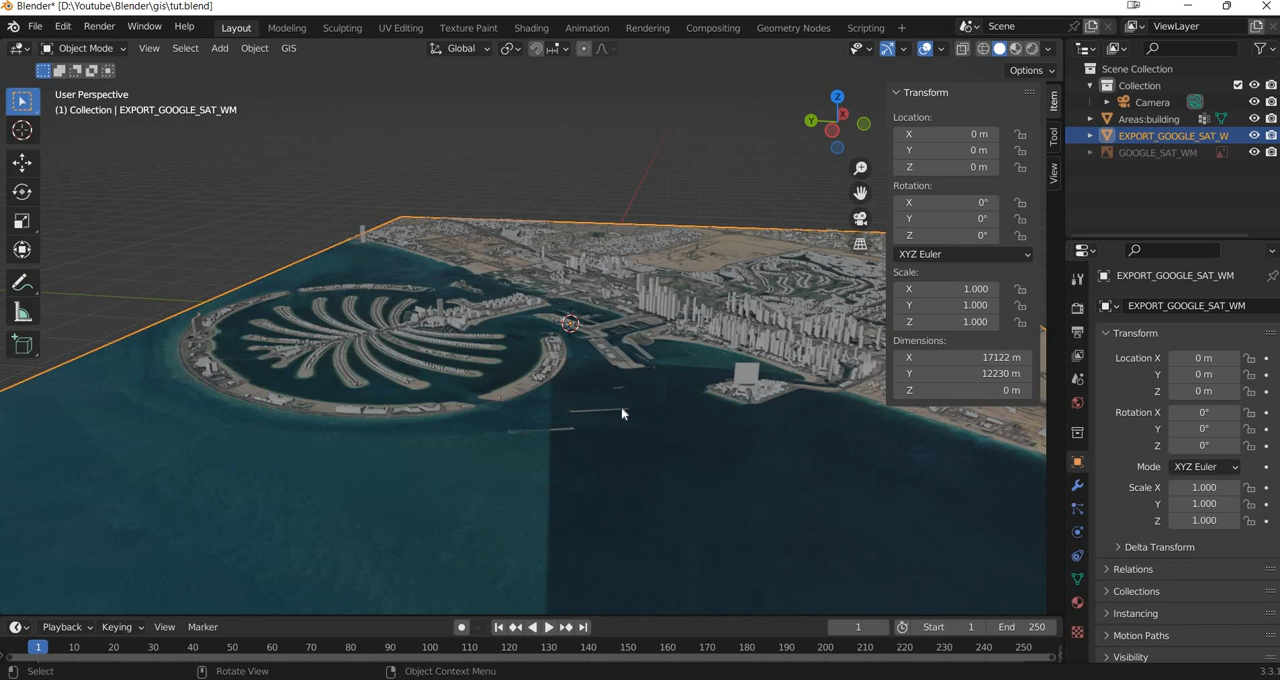 Blender* [D:\Youtube\Blender\gis\tut.blend]
File Edit Render Window Help Layout Modeling Sculpting UV Editing Texture Paint Shading Animation Rendering Compositing Geometry Nodes Scripting + Scene ViewLayer
Object Mode View Select Add Object GIS Global
Options
User Perspective
(1) Collection | EXPORT_GOOGLE_SAT_WM
Z
Y
X
Transform
Location:
X 0 m
Y 0 m
Z 0 m
Rotation:
X 0°
Y 0°
Z 0°
XYZ Euler
Scale:
X 1.000
Y 1.000
Z 1.000
Dimensions:
X 17122 m
Y 12230 m
Z 0 m
Item
Tool
View
Scene Collection
Collection
Camera
Areas:building
EXPORT_GOOGLE_SAT_W
GOOGLE_SAT_WM
EXPORT_GOOGLE_SAT_WM
EXPORT_GOOGLE_SAT_WM
Transform
Location X 0 m
Y 0 m
Z 0 m
Rotation X 0°
Y 0°
Z 0°
Mode XYZ Euler
Scale X 1.000
Y 1.000
Z 1.000
Delta Transform
Relations
Collections
Instancing
Motion Paths
Visibility
Playback Keying View Marker 1 Start 1 End 250
1 10 20 30 40 50 60 70 80 90 100 110 120 130 140 150 160 170 180 190 200 210 220 230 240 250
Select Rotate View Object Context Menu 3.3.1